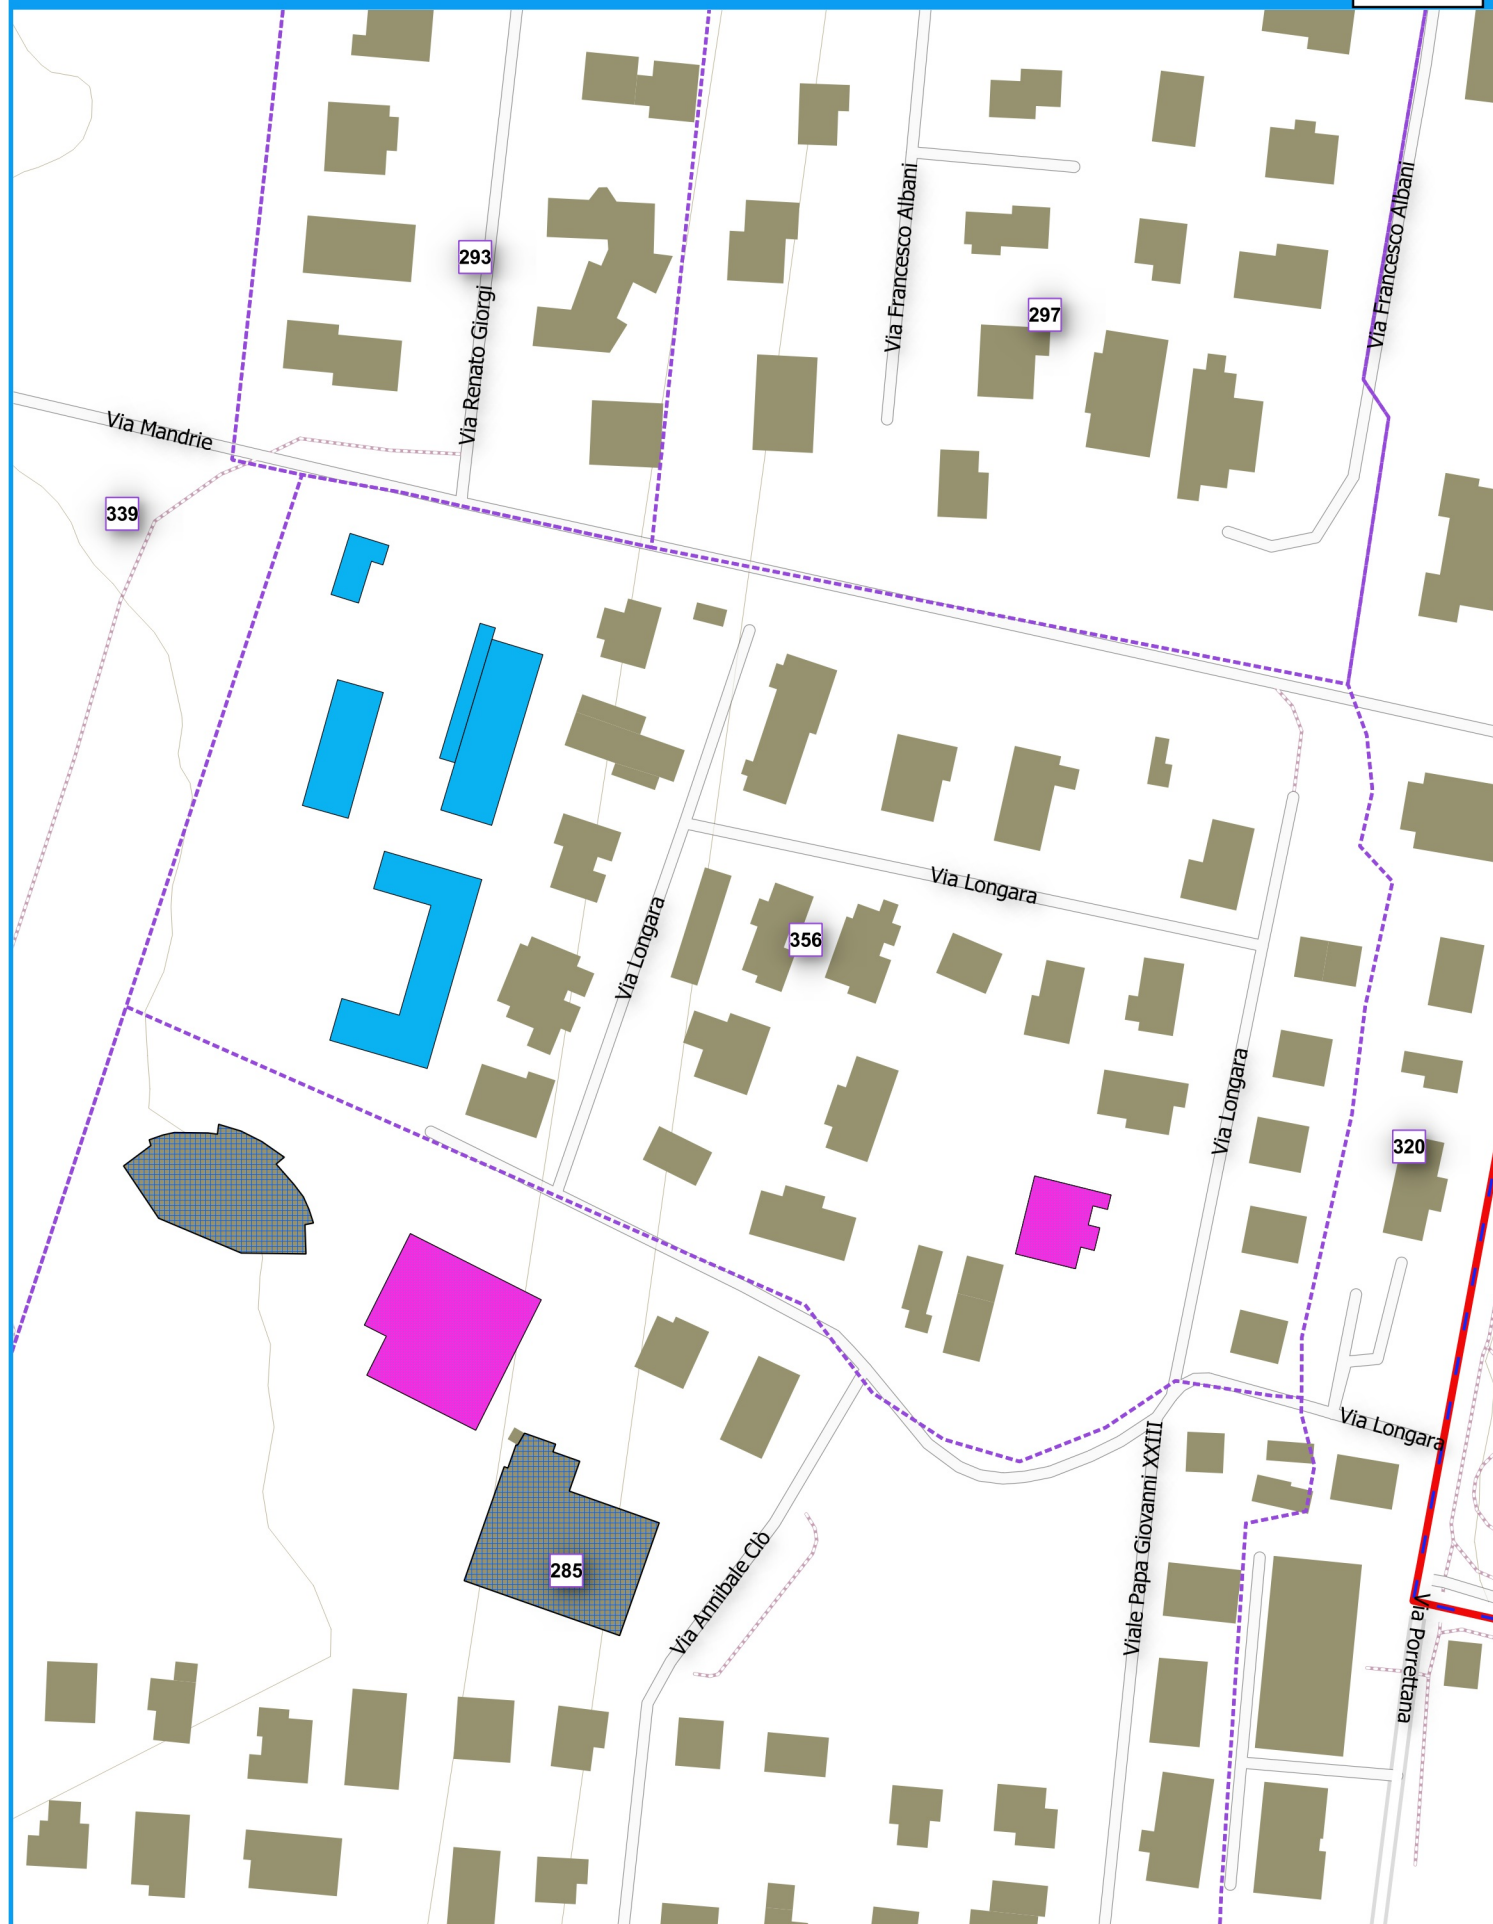 Via Francesco Albani
Via Francesco Albani
293
297
Via Renato Giorgi
Via Mandrie
339
Via Longara
Via Longara
356
Via Longara
320
Via Longara
Viale Papa Giovanni XXIII
285
Via Annibale Clò
Via Porrettana